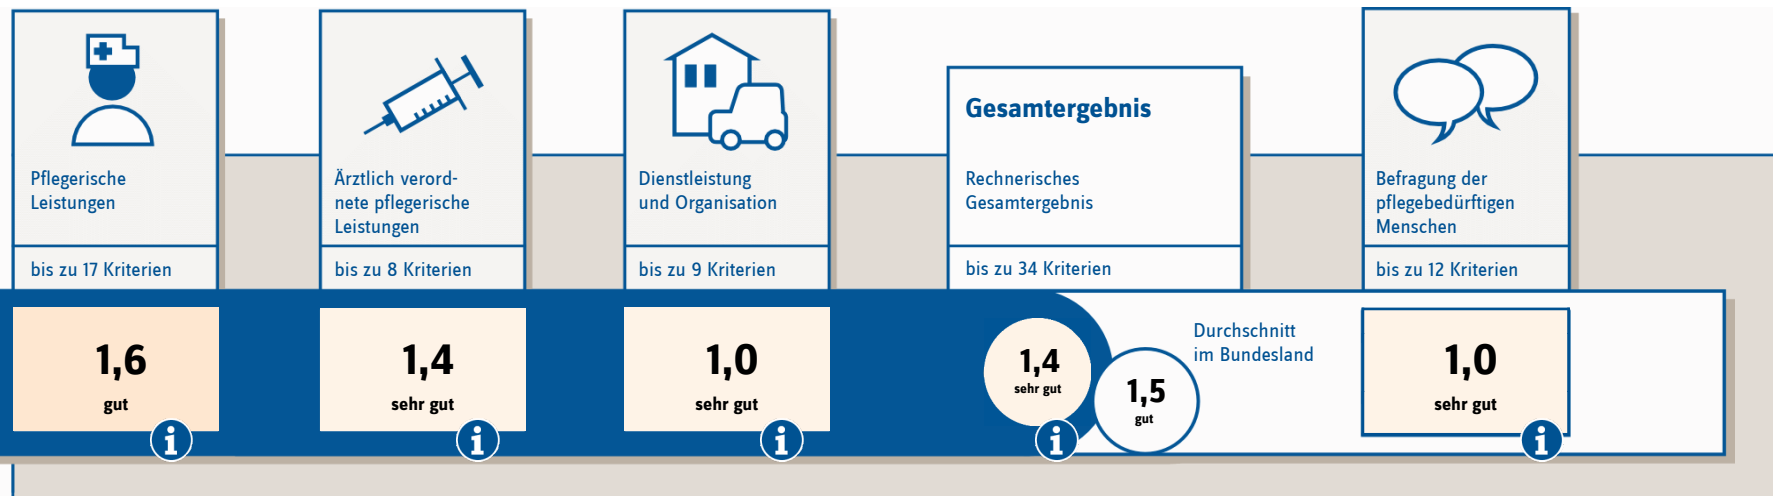 Pflegerische
Leistungen
bis zu 17 Kriterien
1,6
gut
i
Ärztlich verord-
nete pflegerische
Leistungen
bis zu 8 Kriterien
1,4
sehr gut
i
Dienstleistung
und Organisation
bis zu 9 Kriterien
1,0
sehr gut
i
Gesamtergebnis
Rechnerisches
Gesamtergebnis
bis zu 34 Kriterien
1,4
sehr gut
i
1,5
gut
Durchschnitt
im Bundesland
Befragung der
pflegebedürftigen
Menschen
bis zu 12 Kriterien
1,0
sehr gut
i